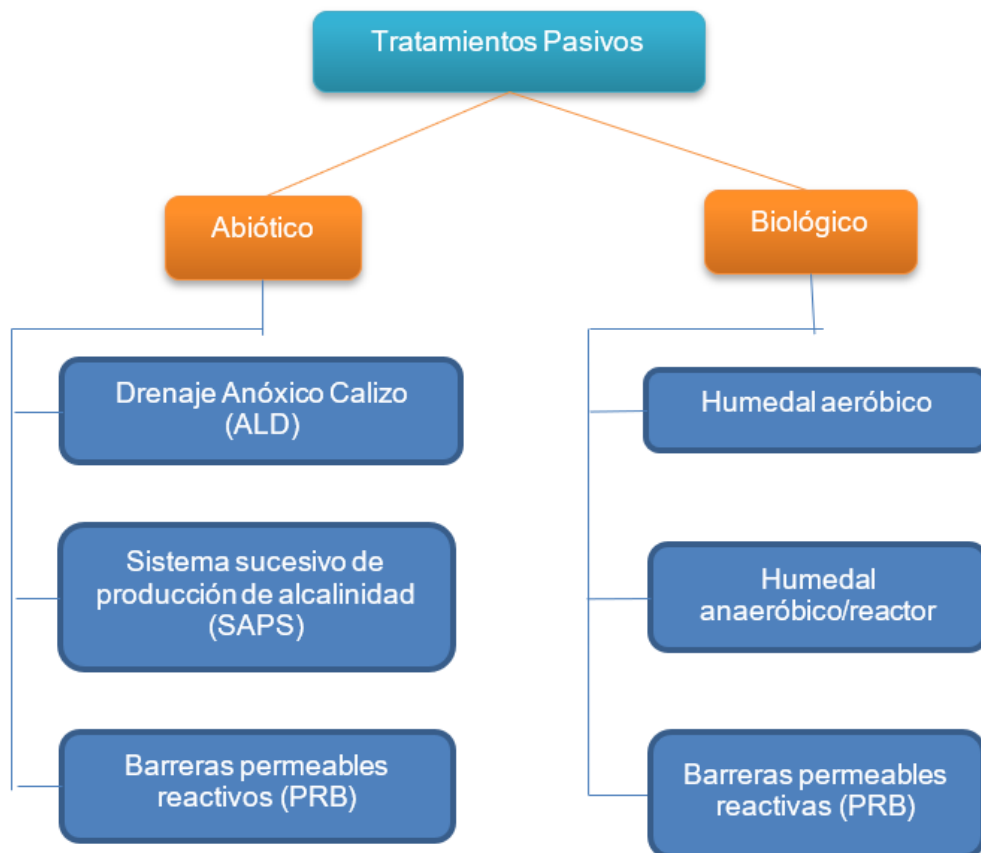 Tratamientos Pasivos
Abiótico
Biológico
Drenaje Anóxico Calizo
(ALD)
Humedal aeróbico
Sistema sucesivo de
producción de alcalinidad
(SAPS)
Humedal
anaeróbico/reactor
Barreras permeables
reactivos (PRB)
Barreras permeables
reactivas (PRB)